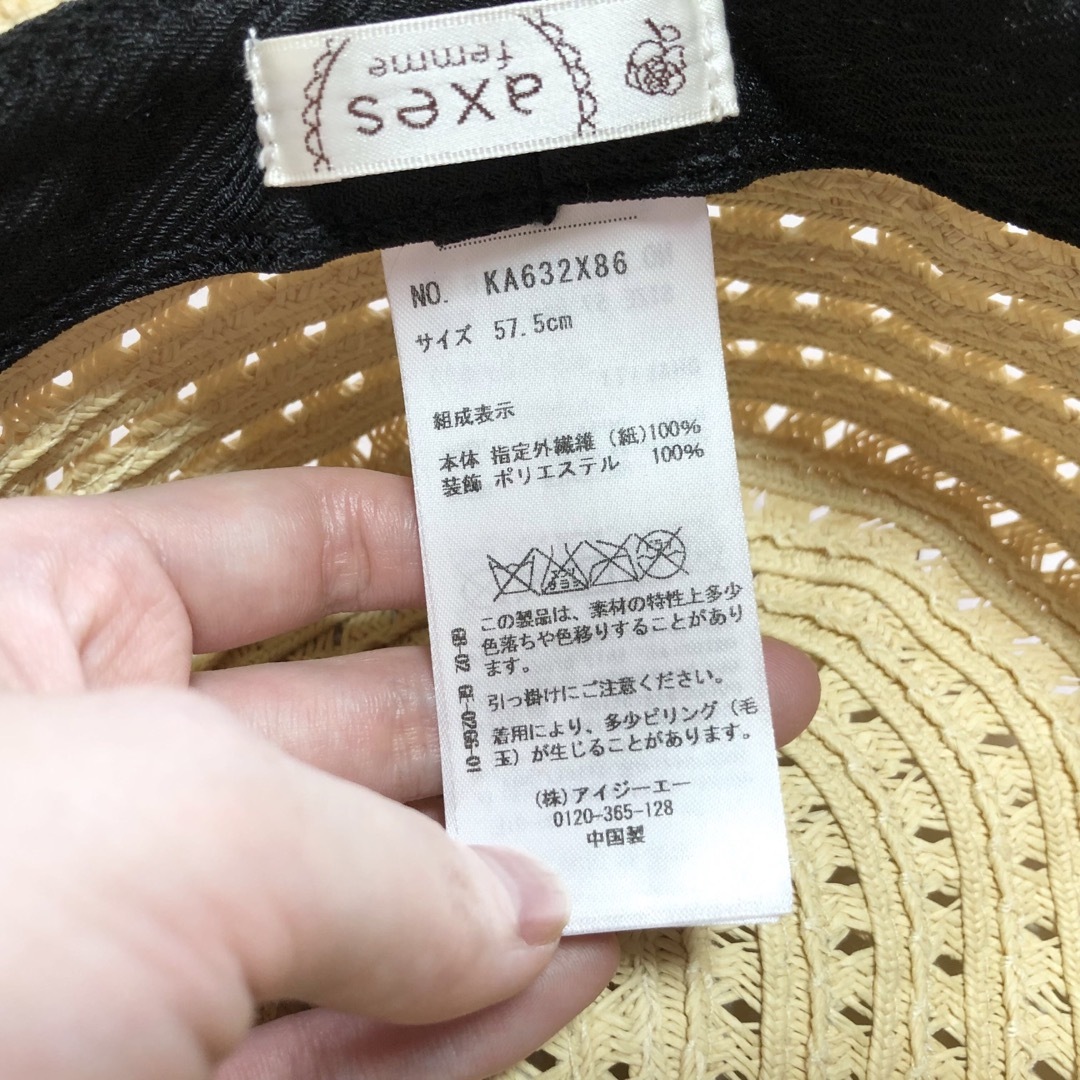 axes
femme
NO. KA632X86
サイズ 57.5cm
組成表示
本体 指定外繊維 (紙)100%
装飾 ポリエステル 100%
この製品は、素材の特性上多少
色落ちや色移りすることがあり
ます。
引っ掛けにご注意ください。
着用により、多少ピリング（毛
玉）が生じることがあります。
(株)アイジーエー
0120-365-128
中国製